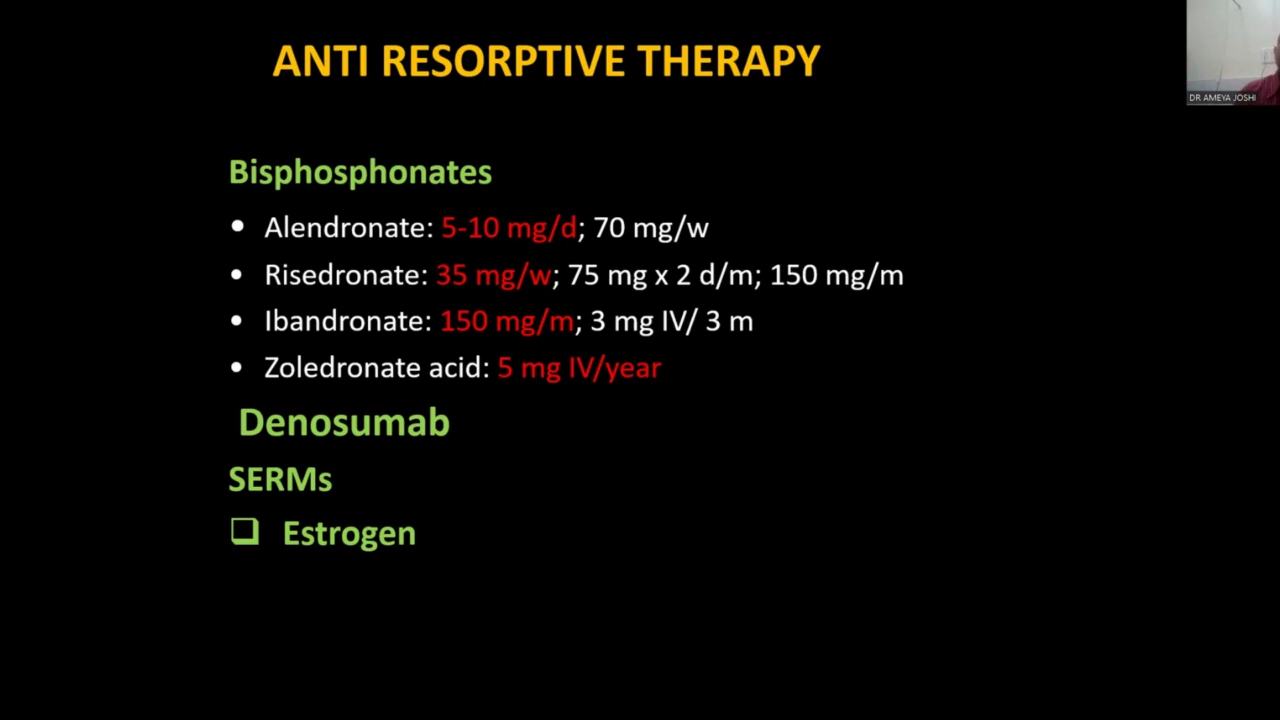 ANTI RESORPTIVE THERAPY
DR AMEYA JOSHI
Bisphosphonates
• Alendronate: 5-10 mg/d; 70 mg/w
• Risedronate: 35 mg/w; 75 mg x 2 d/m; 150 mg/m
• Ibandronate: 150 mg/m; 3 mg IV/ 3 m
• Zoledronate acid: 5 mg IV/year
Denosumab
SERMs
❑ Estrogen